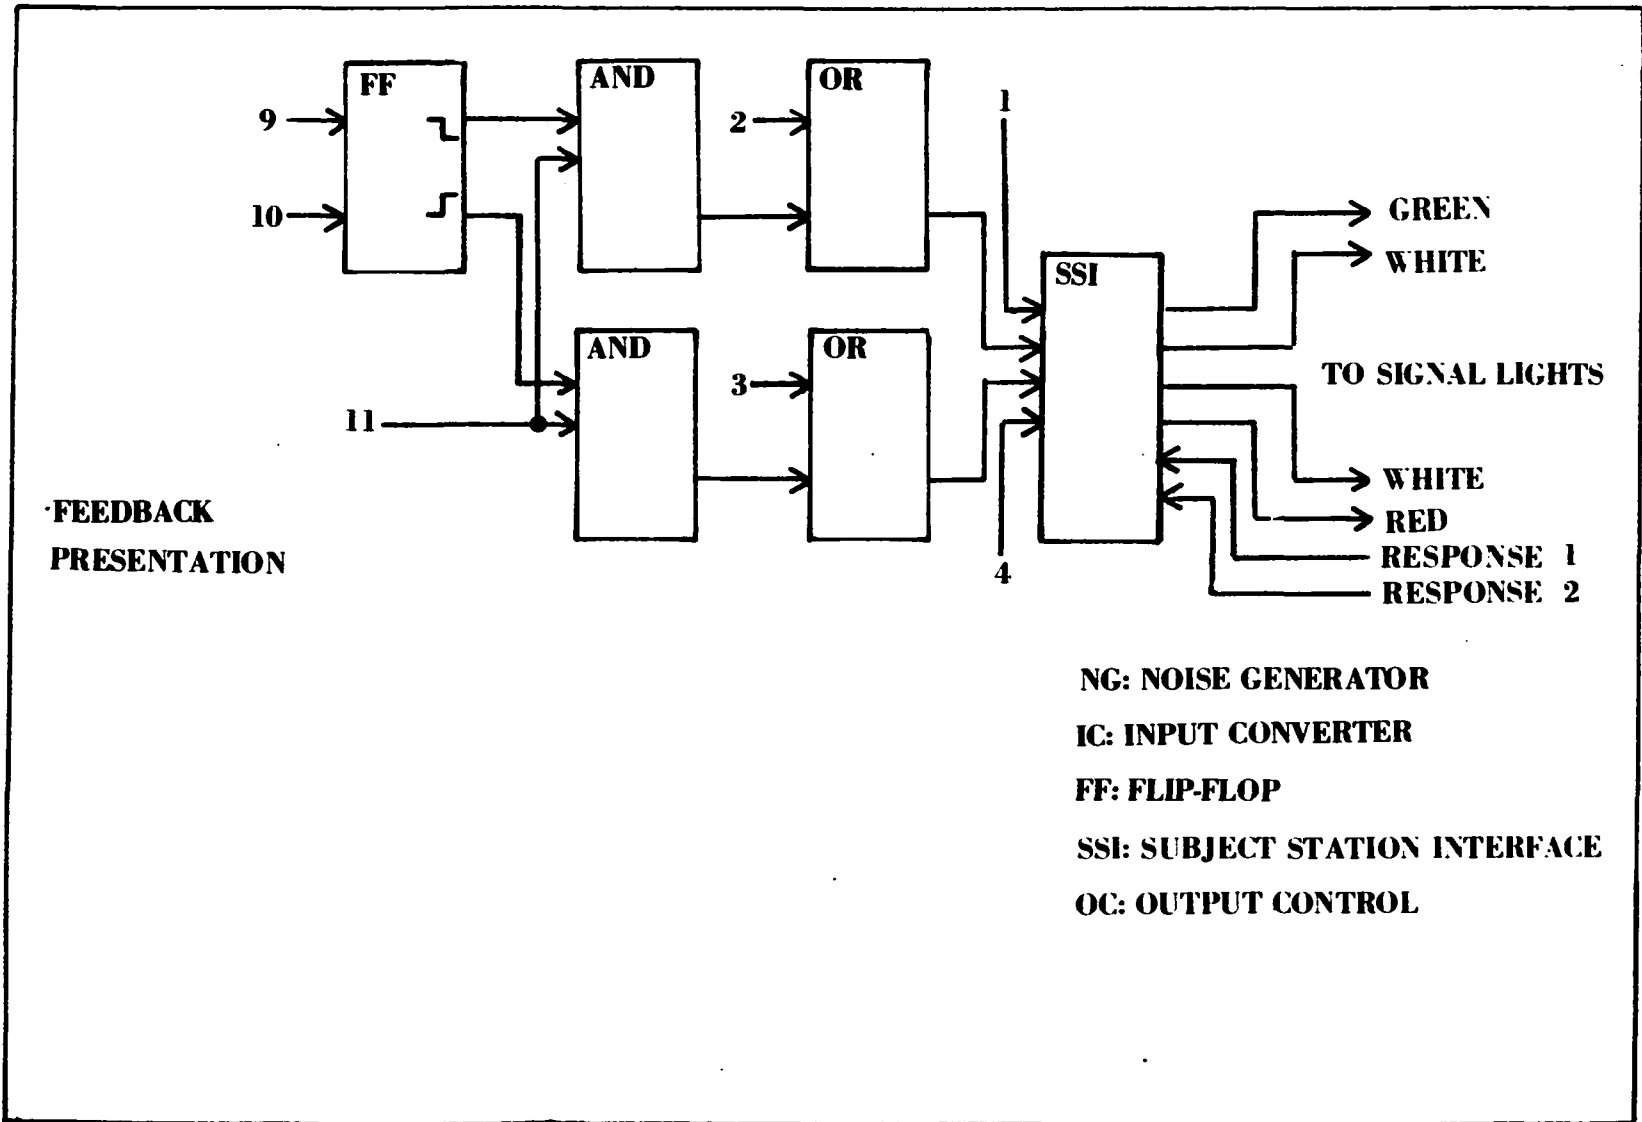 FF
AND
OR
9
2
1
10
GREEN
WHITE
SSI
AND
OR
3
TO SIGNAL LIGHTS
11
WHITE
FEEDBACK
PRESENTATION
RED
RESPONSE 1
4
RESPONSE 2
NG: NOISE GENERATOR
IC: INPUT CONVERTER
FF: FLIP-FLOP
SSI: SUBJECT STATION INTERFACE
OC: OUTPUT CONTROL